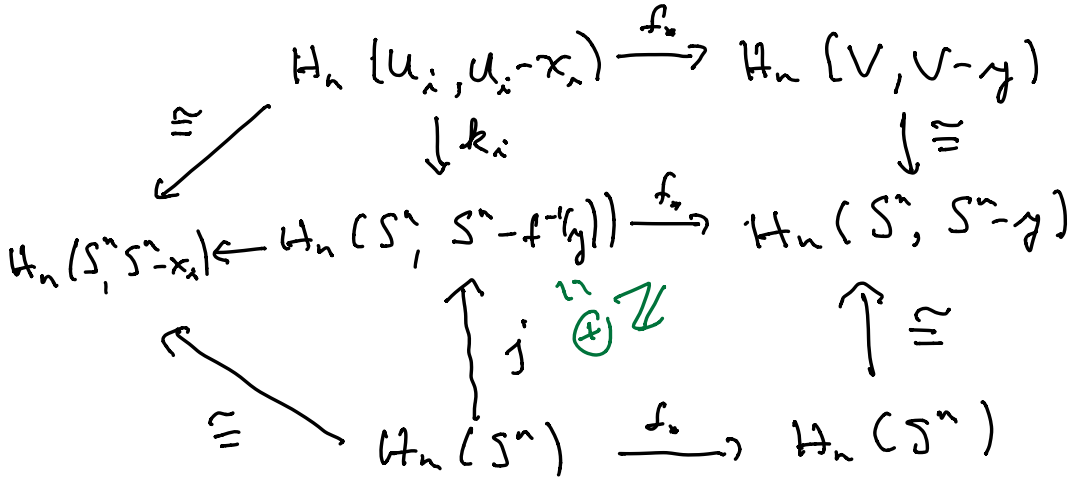 f_*
H_n (U_i, U_i - x_i) → H_n (V, V - y)
≅ ↓ k_i ↓ ≅
f_*
H_n (S^n, S^n - x_i) ← H_n (S^n, S^n - f^{-1}(y)) → H_n (S^n, S^n - y)
" ⊕ ℤ
j ≅
≅ f_*
H_n (S^n) → H_n (S^n)